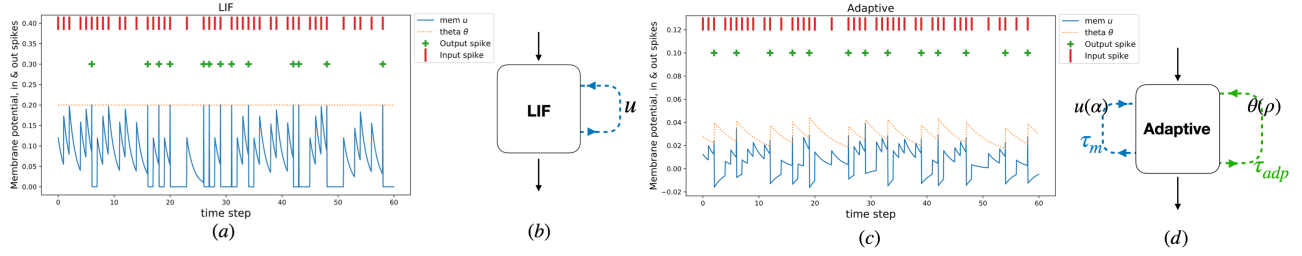 LIF
Membrane potential, in & out spikes
0.40
0.35
0.30
0.25
0.20
0.15
0.10
0.05
0.00
0 10 20 30 40 50 60
time step
mem u
theta θ
Output spike
Input spike
(a)
LIF
u
(b)
Adaptive
Membrane potential, in & out spikes
0.12
0.10
0.08
0.06
0.04
0.02
0.00
−0.02
0 10 20 30 40 50 60
time step
mem u
theta θ
Output spike
Input spike
(c)
u(α) θ(ρ)
Adaptive
τm τadp
(d)